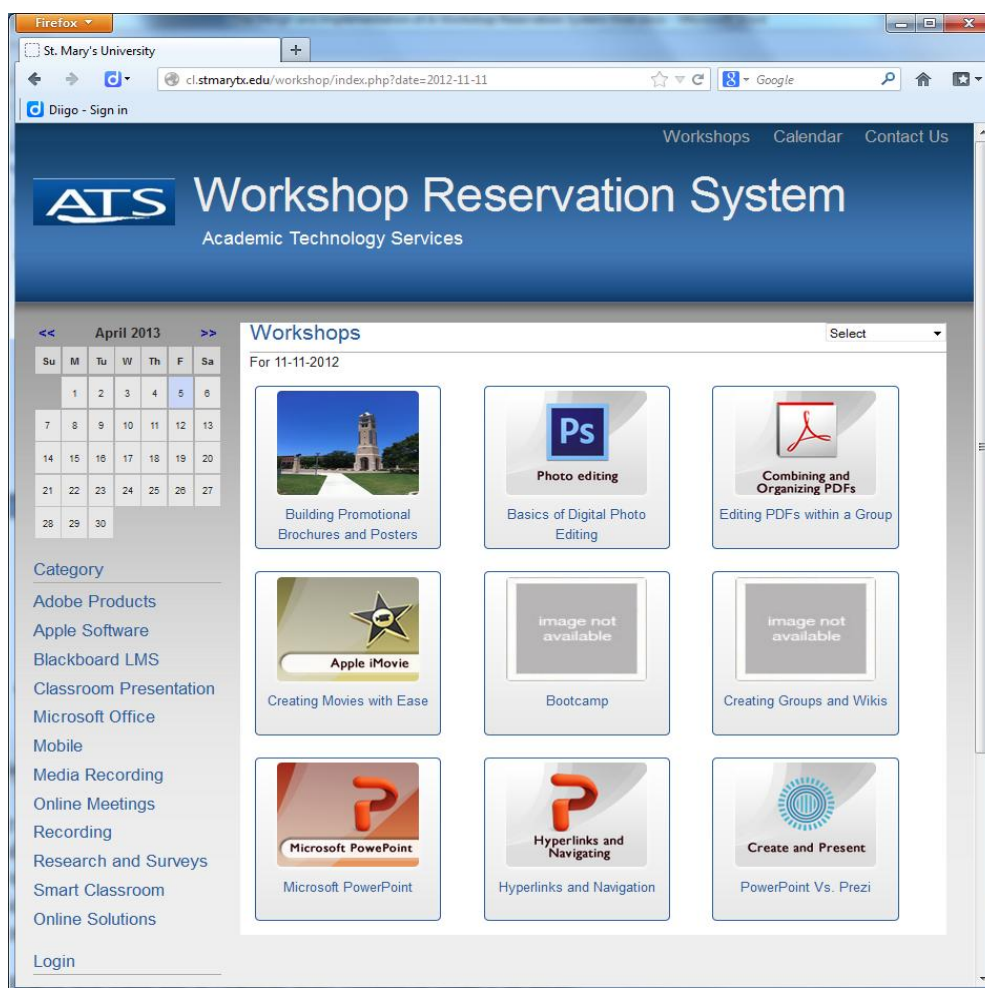 Firefox
St. Mary's University
+
cl.stmarytx.edu/workshop/index.php?date=2012-11-11
Google
Diigo - Sign in
Workshops Calendar Contact Us
ATS
Workshop Reservation System
Academic Technology Services
<< April 2013 >>
Su M Tu W Th F Sa
1 2 3 4 5 6
7 8 9 10 11 12 13
14 15 16 17 18 19 20
21 22 23 24 25 26 27
28 29 30
Category
Adobe Products
Apple Software
Blackboard LMS
Classroom Presentation
Microsoft Office
Mobile
Media Recording
Online Meetings
Recording
Research and Surveys
Smart Classroom
Online Solutions
Login
Workshops
Select
For 11-11-2012
Building Promotional
Brochures and Posters
Ps
Photo editing
Basics of Digital Photo
Editing
Combining and
Organizing PDFs
Editing PDFs within a Group
Apple iMovie
Creating Movies with Ease
image not
available
Bootcamp
image not
available
Creating Groups and Wikis
Microsoft PowePoint
Microsoft PowerPoint
Hyperlinks and
Navigating
Hyperlinks and Navigation
Create and Present
PowerPoint Vs. Prezi